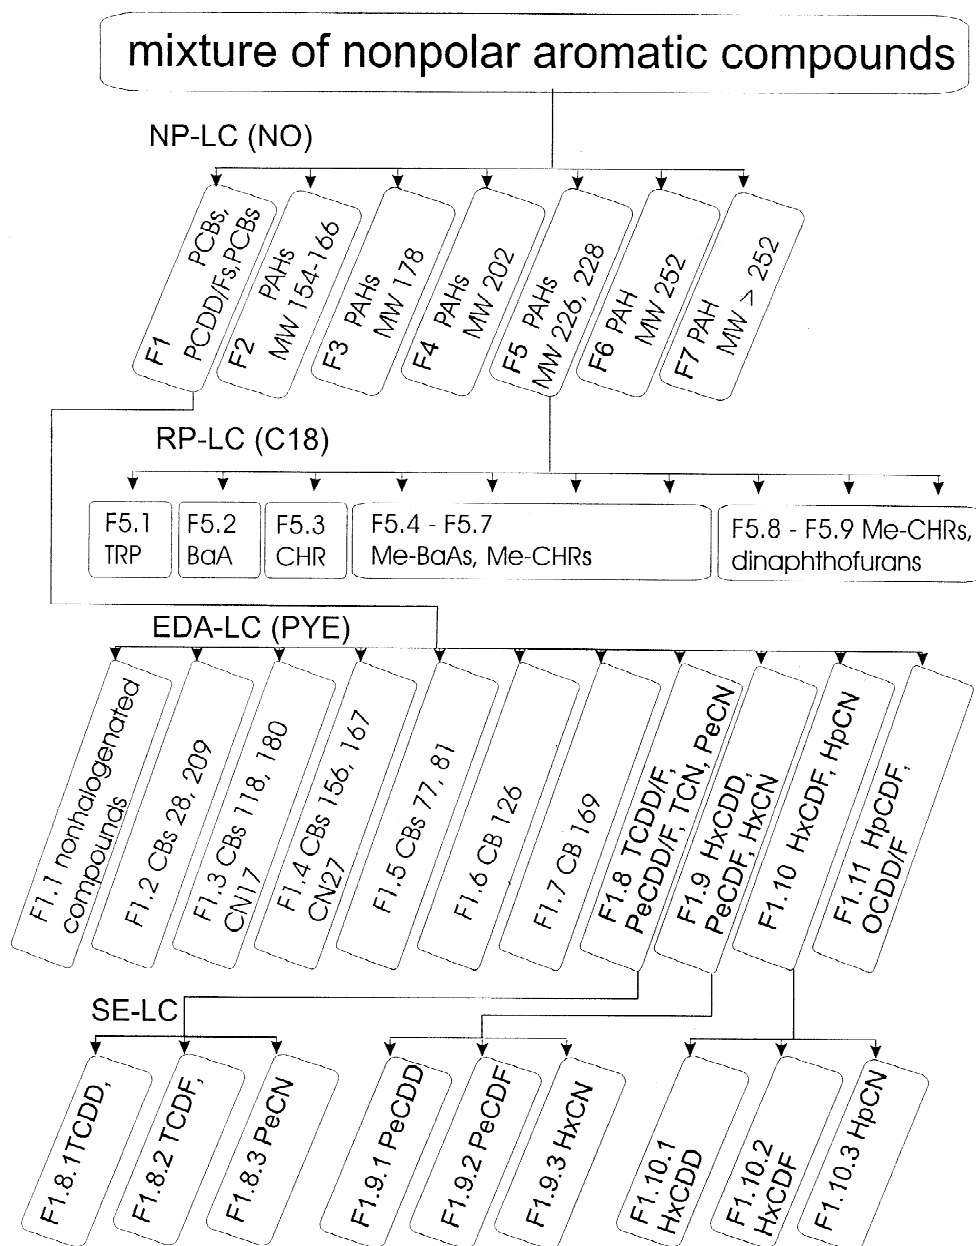 mixture of nonpolar aromatic compounds
NP-LC (NO)
F1 PCBs,
PCDD/Fs,PCBs
F2 PAHs
MW 154-166
F3 PAHs
MW 178
F4 PAHs
MW 202
F5 PAHs
MW 226, 228
F6 PAH
MW 252
F7 PAH
MW > 252
RP-LC (C18)
F5.1
TRP
F5.2
BaA
F5.3
CHR
F5.4 - F5.7
Me-BaAs, Me-CHRs
F5.8 - F5.9 Me-CHRs,
dinaphthofurans
EDA-LC (PYE)
F1.1 nonhalogenated
compounds
F1.2 CBs 28, 209
F1.3 CBs 118, 180
CN17
F1.4 CBs 156, 167
CN27
F1.5 CBs 77, 81
F1.6 CB 126
F1.7 CB 169
F1.8 TCDD/F,
PeCDD/F, TCN, PeCN
F1.9 HxCDD,
PeCDF, HxCN
F1.10 HxCDF, HpCN
F1.11 HpCDF,
OCDD/F
SE-LC
F1.8.1TCDD,
F1.8.2 TCDF,
F1.8.3 PeCN
F1.9.1 PeCDD
F1.9.2 PeCDF
F1.9.3 HxCN
F1.10.1
HxCDD
F1.10.2
HxCDF
F1.10.3 HpCN